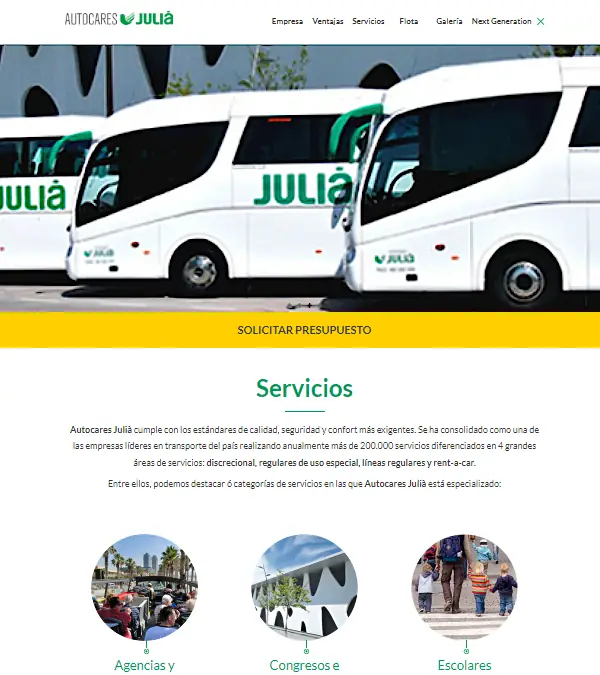 AUTOCARES JULIÀ
Empresa Ventajas Servicios Flota Galería Next Generation
JULIÀ
JULIÀ
JULIÀ
JULIÀ
SOLICITAR PRESUPUESTO
Servicios
Autocares Julià cumple con los estándares de calidad, seguridad y confort más exigentes. Se ha consolidado como una de
las empresas líderes en transporte del país realizando anualmente más de 200.000 servicios diferenciados en 4 grandes
áreas de servicios: discrecional, regulares de uso especial, líneas regulares y rent-a-car.
Entre ellos, podemos destacar 6 categorías de servicios en las que Autocares Julià está especializado:
Agencias y Congresos e Escolares